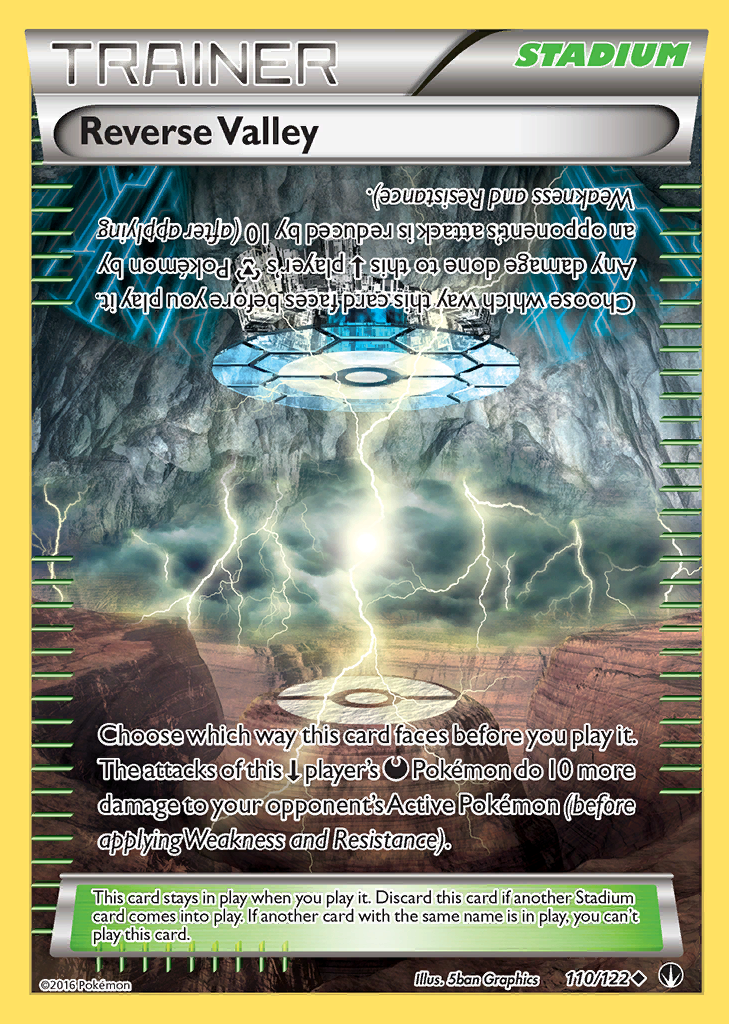 TRAINER
STADIUM
Reverse Valley
Choose which way this card faces before you play it.
Any damage done to this ↓ player's Pokémon by
an opponent's attacks is reduced by 10 (after applying
Weakness and Resistance).
Choose which way this card faces before you play it.
The attacks of this ↓ player's Pokémon do 10 more
damage to your opponent's Active Pokémon (before
applying Weakness and Resistance).
This card stays in play when you play it. Discard this card if another Stadium
card comes into play. If another card with the same name is in play, you can't
play this card.
©2016 Pokémon
Illus. 5ban Graphics
110/122 ◆